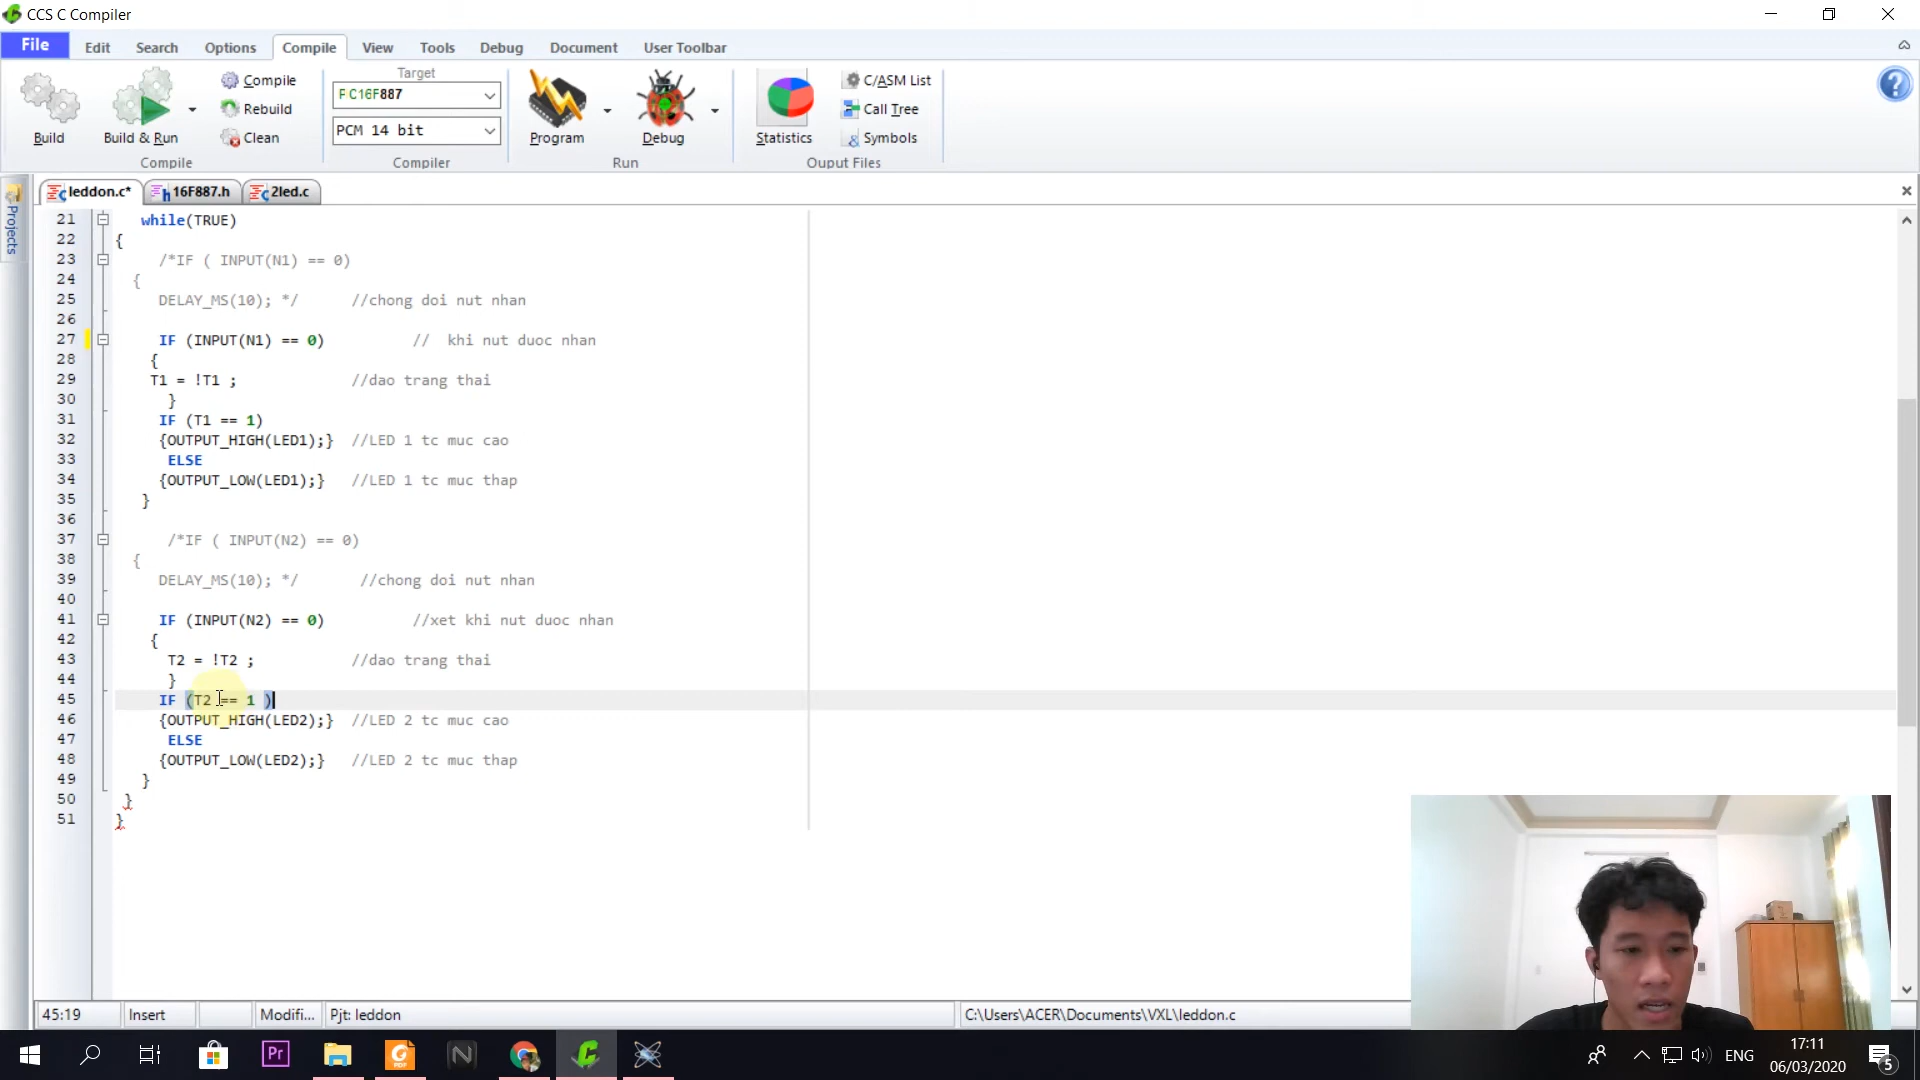 CCS C Compiler
File Edit Search Options Compile View Tools Debug Document User Toolbar
Build
Build & Run
Compile
Rebuild
Clean
Compile
Target
PIC16F887
PCM 14 bit
Compiler
Program
Debug
Run
Statistics
C/ASM List
Call Tree
Symbols
Ouput Files
Projects
leddon.c* 16F887.h 2led.c
21 while(TRUE)
22 {
23 /*IF ( INPUT(N1) == 0)
24 {
25 DELAY_MS(10); */ //chong doi nut nhan
26
27 IF (INPUT(N1) == 0) // khi nut duoc nhan
28 {
29 T1 = !T1 ; //dao trang thai
30 }
31 IF (T1 == 1)
32 {OUTPUT_HIGH(LED1);} //LED 1 tc muc cao
33 ELSE
34 {OUTPUT_LOW(LED1);} //LED 1 tc muc thap
35 }
36
37 /*IF ( INPUT(N2) == 0)
38 {
39 DELAY_MS(10); */ //chong doi nut nhan
40
41 IF (INPUT(N2) == 0) //xet khi nut duoc nhan
42 {
43 T2 = !T2 ; //dao trang thai
44 }
45 IF (T2 == 1 )
46 {OUTPUT_HIGH(LED2);} //LED 2 tc muc cao
47 ELSE
48 {OUTPUT_LOW(LED2);} //LED 2 tc muc thap
49 }
50 }
51 }
45:19 Insert Modifi... Pjt: leddon C:\Users\ACER\Documents\VXL\leddon.c
Pr
PDF
N
ENG
17:11
06/03/2020
5